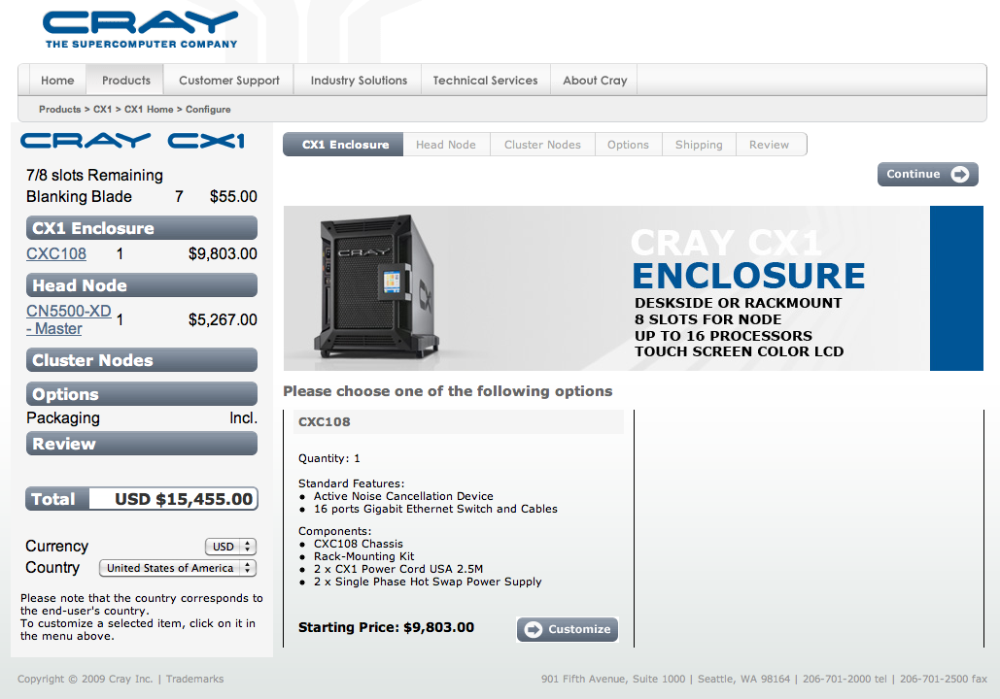 CRAY
THE SUPERCOMPUTER COMPANY
Home Products Customer Support Industry Solutions Technical Services About Cray
Products > CX1 > CX1 Home > Configure
CRAY CX1
7/8 slots Remaining
Blanking Blade 7 $55.00
CX1 Enclosure
CXC108 1 $9,803.00
Head Node
CN5500-XD
- Master 1 $5,267.00
Cluster Nodes
Options
Packaging Incl.
Review
Total USD $15,455.00
Currency USD
Country United States of America
Please note that the country corresponds to
the end-user's country.
To customize a selected item, click on it in
the menu above.
CX1 Enclosure Head Node Cluster Nodes Options Shipping Review
Continue
CRAY
CX
CRAY CX1
ENCLOSURE
DESKSIDE OR RACKMOUNT
8 SLOTS FOR NODE
UP TO 16 PROCESSORS
TOUCH SCREEN COLOR LCD
Please choose one of the following options
CXC108
Quantity: 1
Standard Features:
• Active Noise Cancellation Device
• 16 ports Gigabit Ethernet Switch and Cables
Components:
• CXC108 Chassis
• Rack-Mounting Kit
• 2 x CX1 Power Cord USA 2.5M
• 2 x Single Phase Hot Swap Power Supply
Starting Price: $9,803.00 Customize
Copyright © 2009 Cray Inc. | Trademarks
901 Fifth Avenue, Suite 1000 | Seattle, WA 98164 | 206-701-2000 tel | 206-701-2500 fax